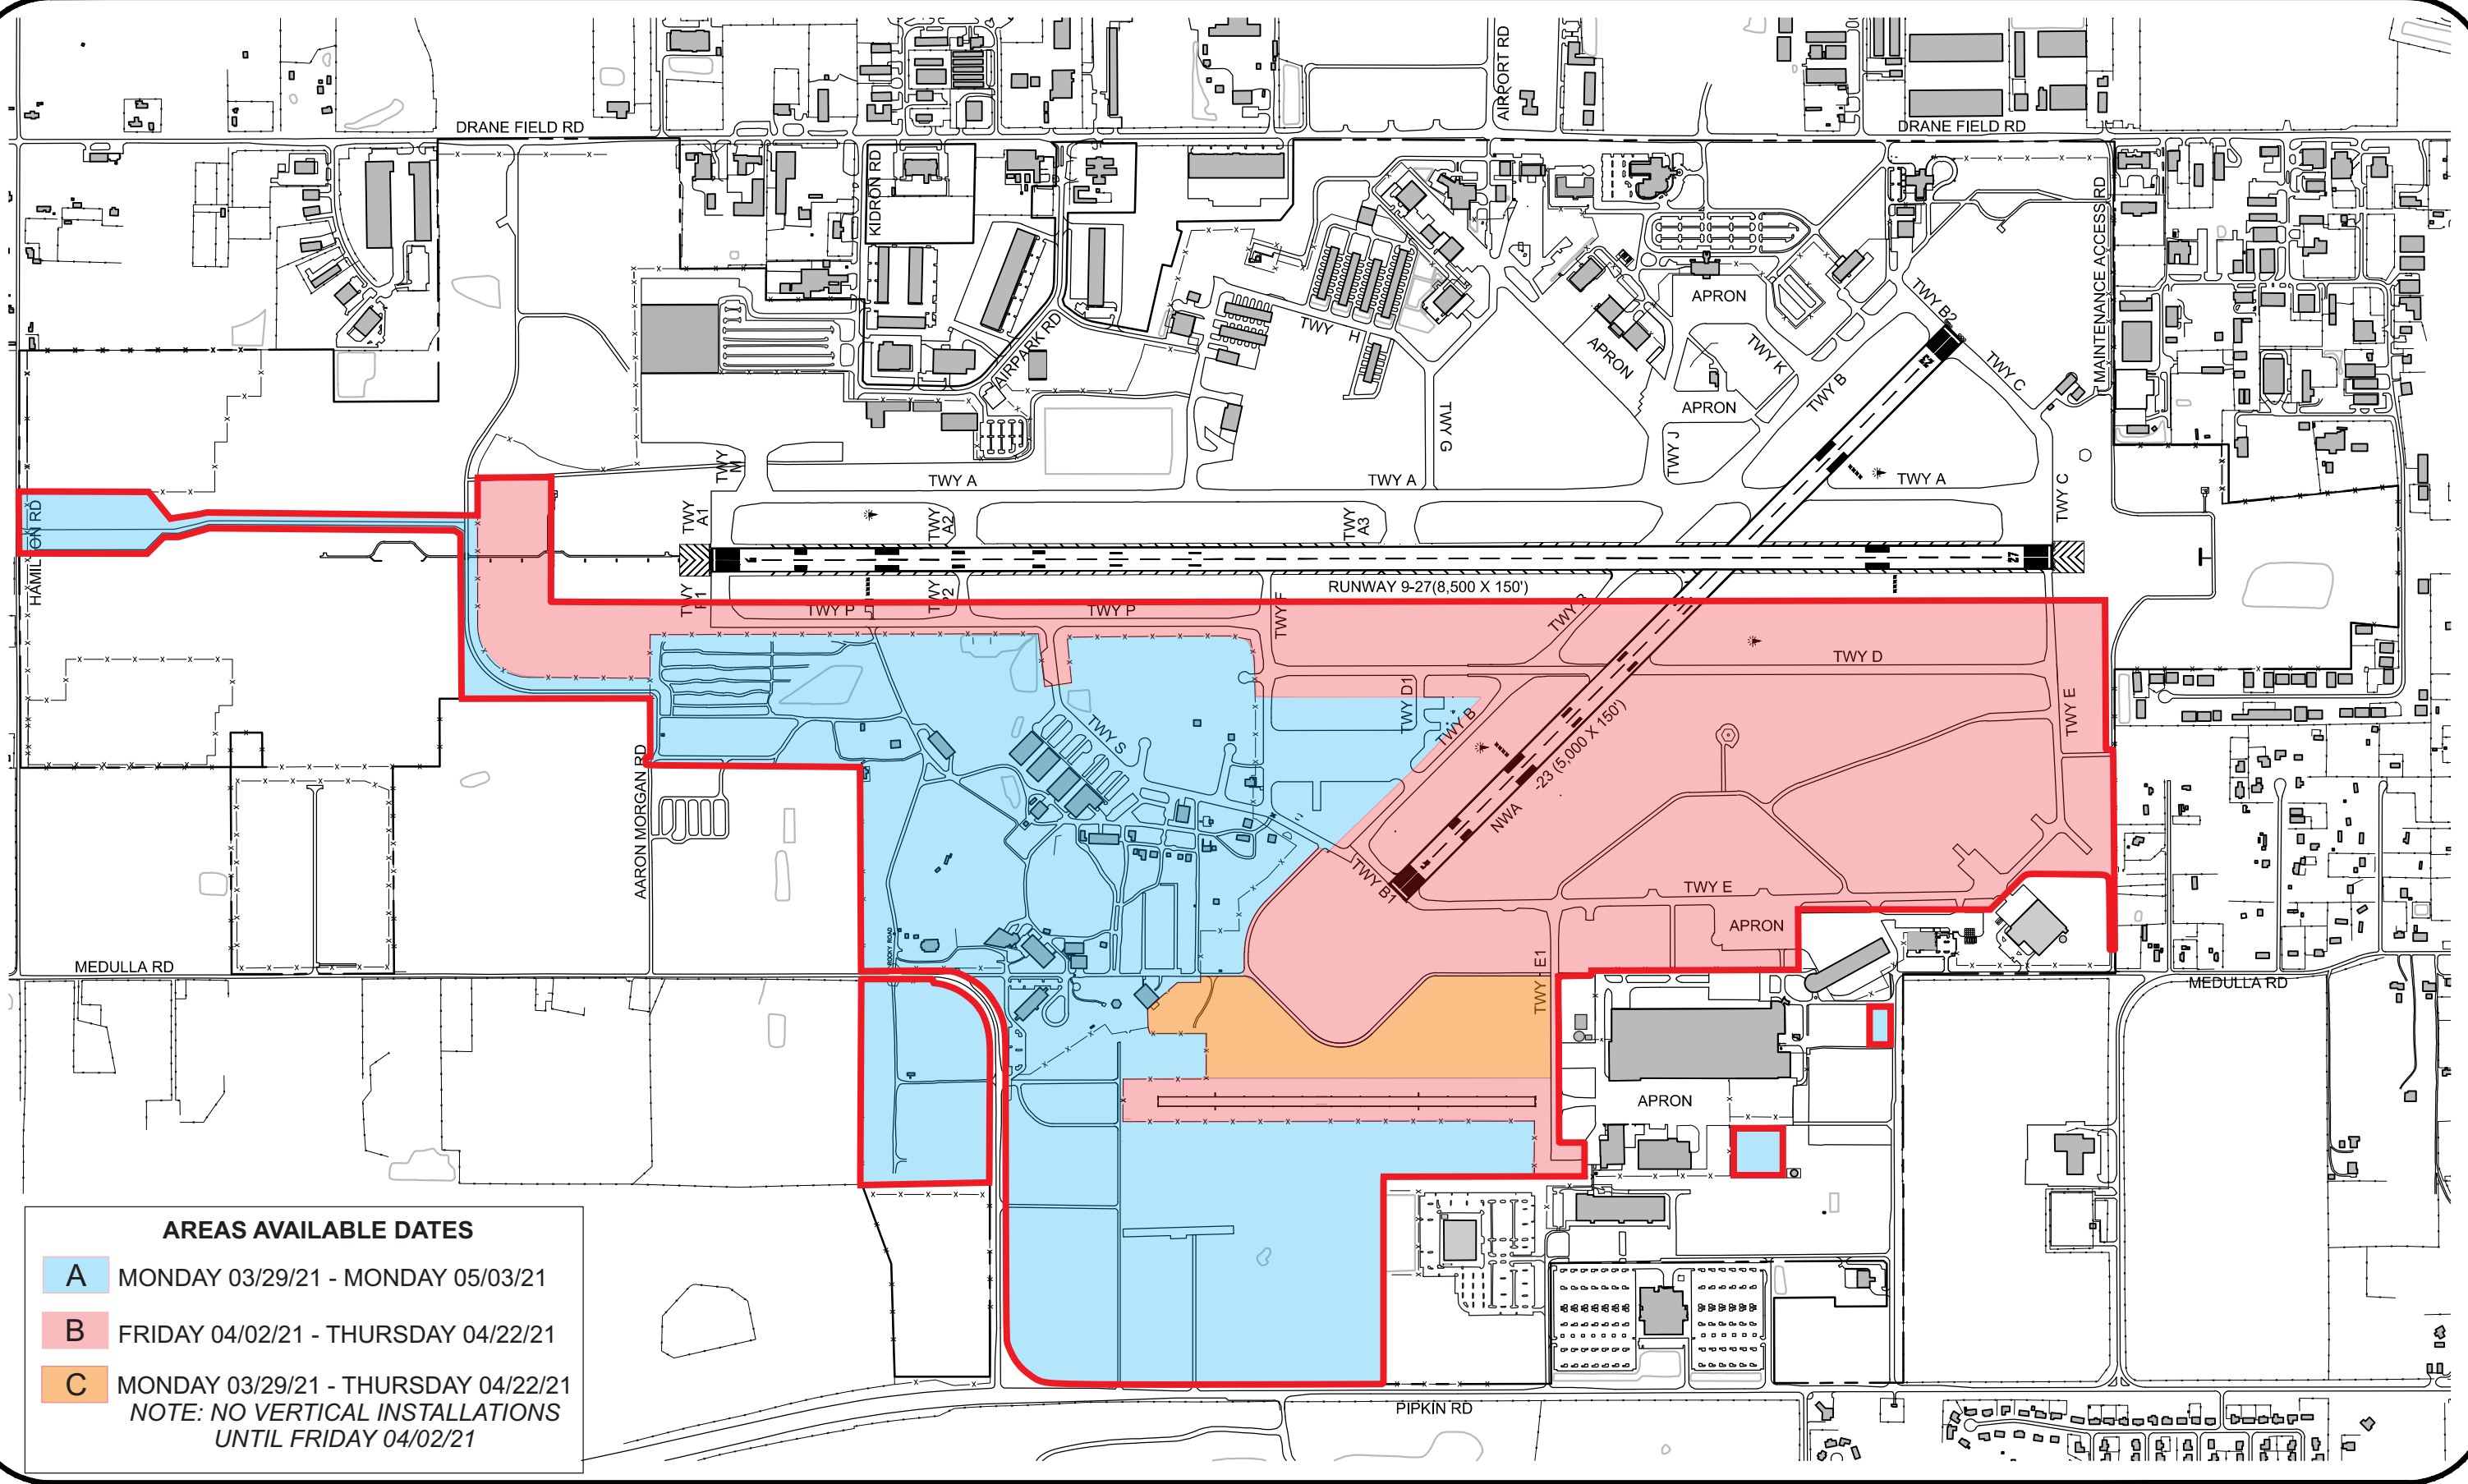 AIRPORT RD
DRANE FIELD RD
DRANE FIELD RD
KIDRON RD
MAINTENANCE ACCESS RD
APRON
TWY B2
TWY H
APRON
TWY K
TWY C
AIRPARK RD
TWY B
APRON
TWY G
TWY J
TWY M
TWY A
TWY A
TWY A
TWY C
HAMILTON RD
TWY A1
TWY A2
TWY A3
23
27
RUNWAY 9-27(8,500 X 150')
TWY P1
TWY P
TWY P2
TWY P
TWY F
TWY B
TWY D
TWY D1
TWY B
TWY E
TWY S
-23 (5,000 X 150')
NWA
AARON MORGAN RD
TWY B1
TWY E
APRON
ROCKY ROAD
MEDULLA RD
TWY E1
MEDULLA RD
APRON
PIPKIN RD
AREAS AVAILABLE DATES
A MONDAY 03/29/21 - MONDAY 05/03/21
B FRIDAY 04/02/21 - THURSDAY 04/22/21
C MONDAY 03/29/21 - THURSDAY 04/22/21
NOTE: NO VERTICAL INSTALLATIONS
UNTIL FRIDAY 04/02/21